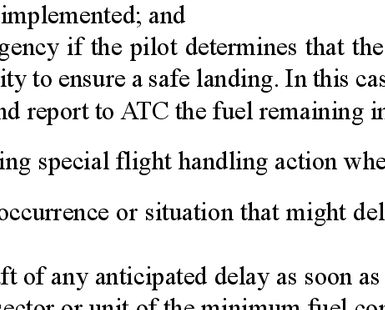 implemented; and
gency if the pilot determines that the
ity to ensure a safe landing. In this cas
nd report to ATC the fuel remaining in
ing special flight handling action whe
occurrence or situation that might del
ft of any anticipated delay as soon as
sector or unit of the minimum fuel con